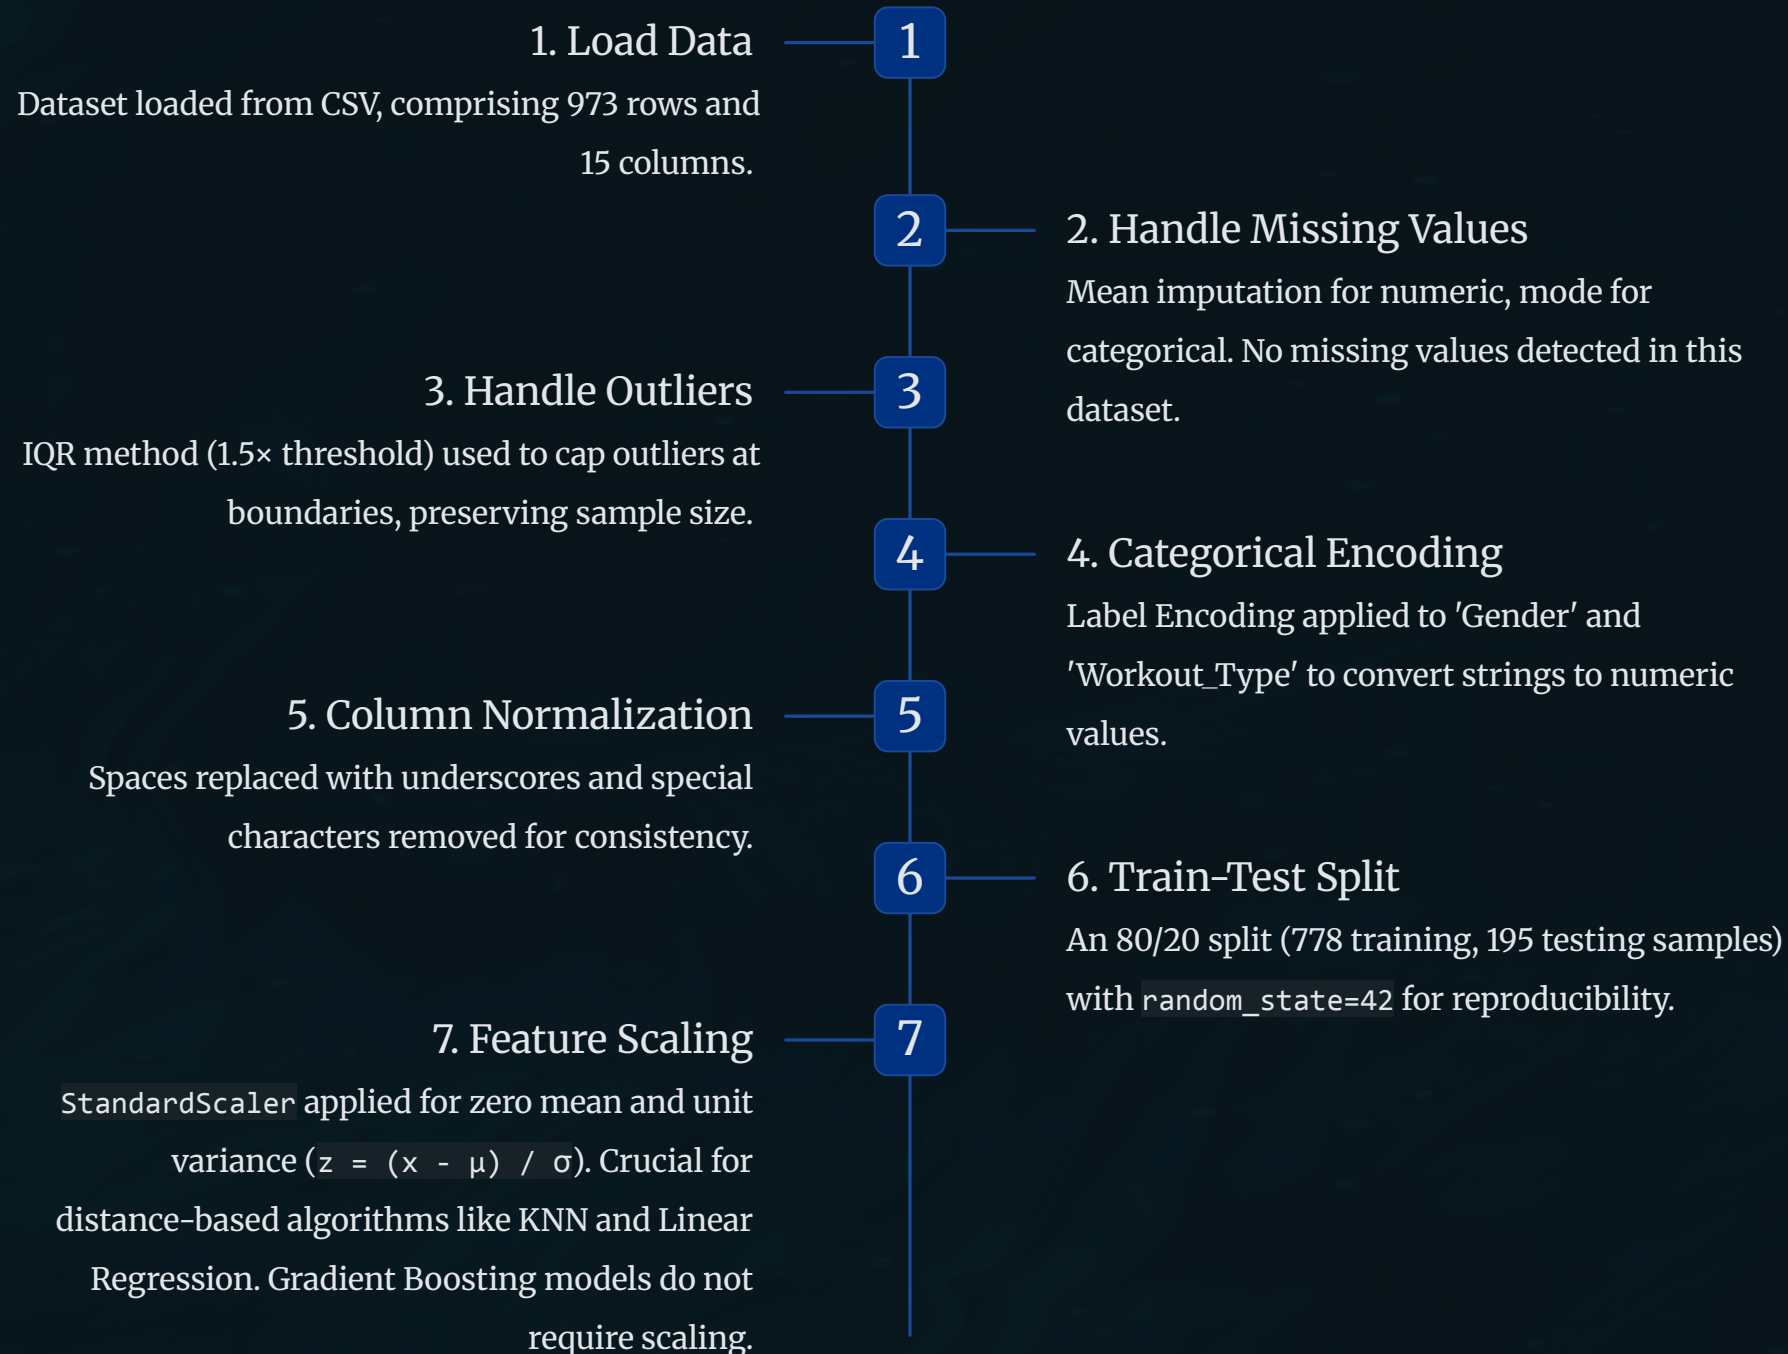 1. Load Data
1
Dataset loaded from CSV, comprising 973 rows and
15 columns.
2
2. Handle Missing Values
Mean imputation for numeric, mode for
categorical. No missing values detected in this
dataset.
3. Handle Outliers
3
IQR method (1.5× threshold) used to cap outliers at
boundaries, preserving sample size.
4
4. Categorical Encoding
Label Encoding applied to 'Gender' and
'Workout_Type' to convert strings to numeric
values.
5. Column Normalization
5
Spaces replaced with underscores and special
characters removed for consistency.
6
6. Train-Test Split
An 80/20 split (778 training, 195 testing samples)
with random_state=42 for reproducibility.
7. Feature Scaling
7
StandardScaler applied for zero mean and unit
variance (z = (x - μ) / σ). Crucial for
distance-based algorithms like KNN and Linear
Regression. Gradient Boosting models do not
require scaling.